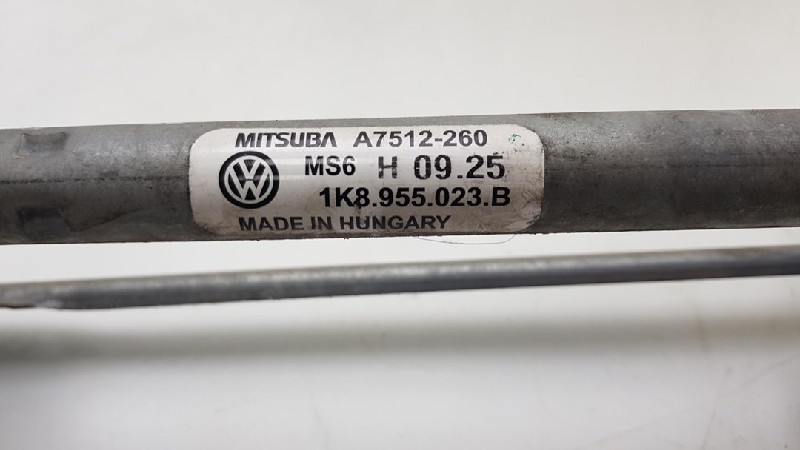 MITSUBA A7512-260
MS6 H 09.25
1K8.955.023.B
MADE IN HUNGARY